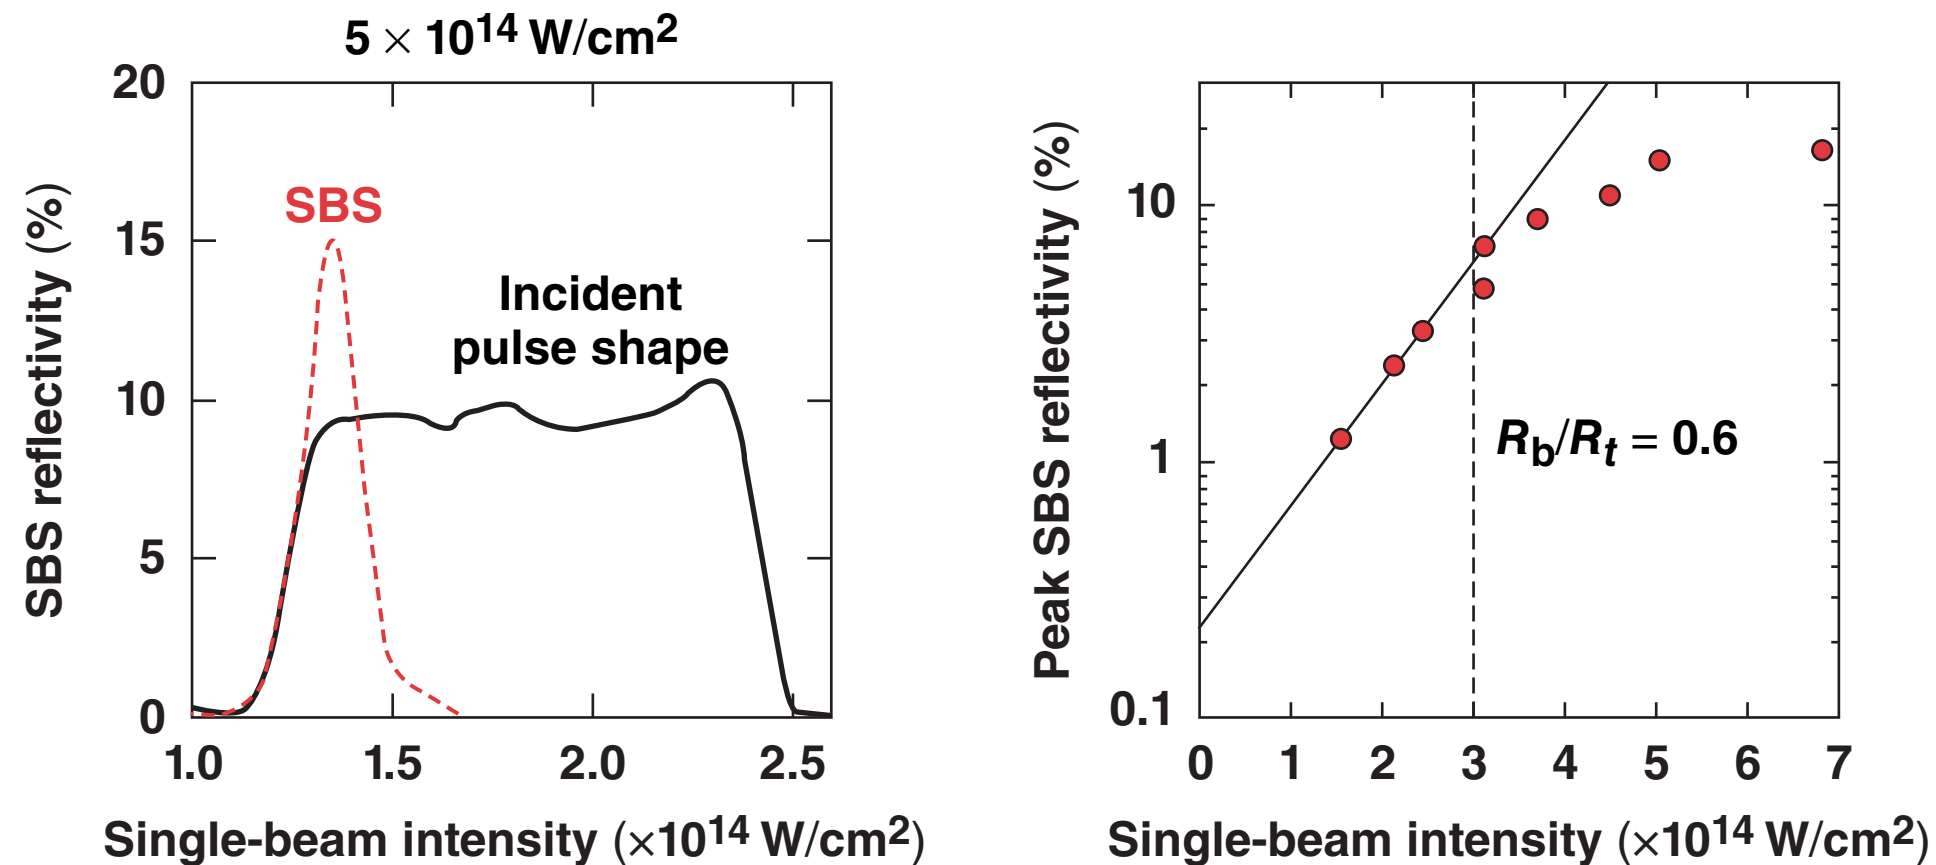 5 × 10¹⁴ W/cm²
SBS reflectivity (%)
20
15
10
5
0
SBS
Incident
pulse shape
1.0 1.5 2.0 2.5
Single-beam intensity (×10¹⁴ W/cm²)
Peak SBS reflectivity (%)
10
1
0.1
R_b/R_t = 0.6
0 1 2 3 4 5 6 7
Single-beam intensity (×10¹⁴ W/cm²)